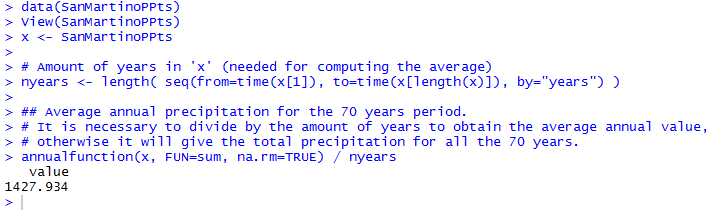 > data(SanMartinoPPts)
> View(SanMartinoPPts)
> x <- SanMartinoPPts
>
> # Amount of years in 'x' (needed for computing the average)
> nyears <- length( seq(from=time(x[1]), to=time(x[length(x)]), by="years") )
>
> ## Average annual precipitation for the 70 years period.
> # It is necessary to divide by the amount of years to obtain the average annual value,
> # otherwise it will give the total precipitation for all the 70 years.
> annualfunction(x, FUN=sum, na.rm=TRUE) / nyears
value
1427.934
>